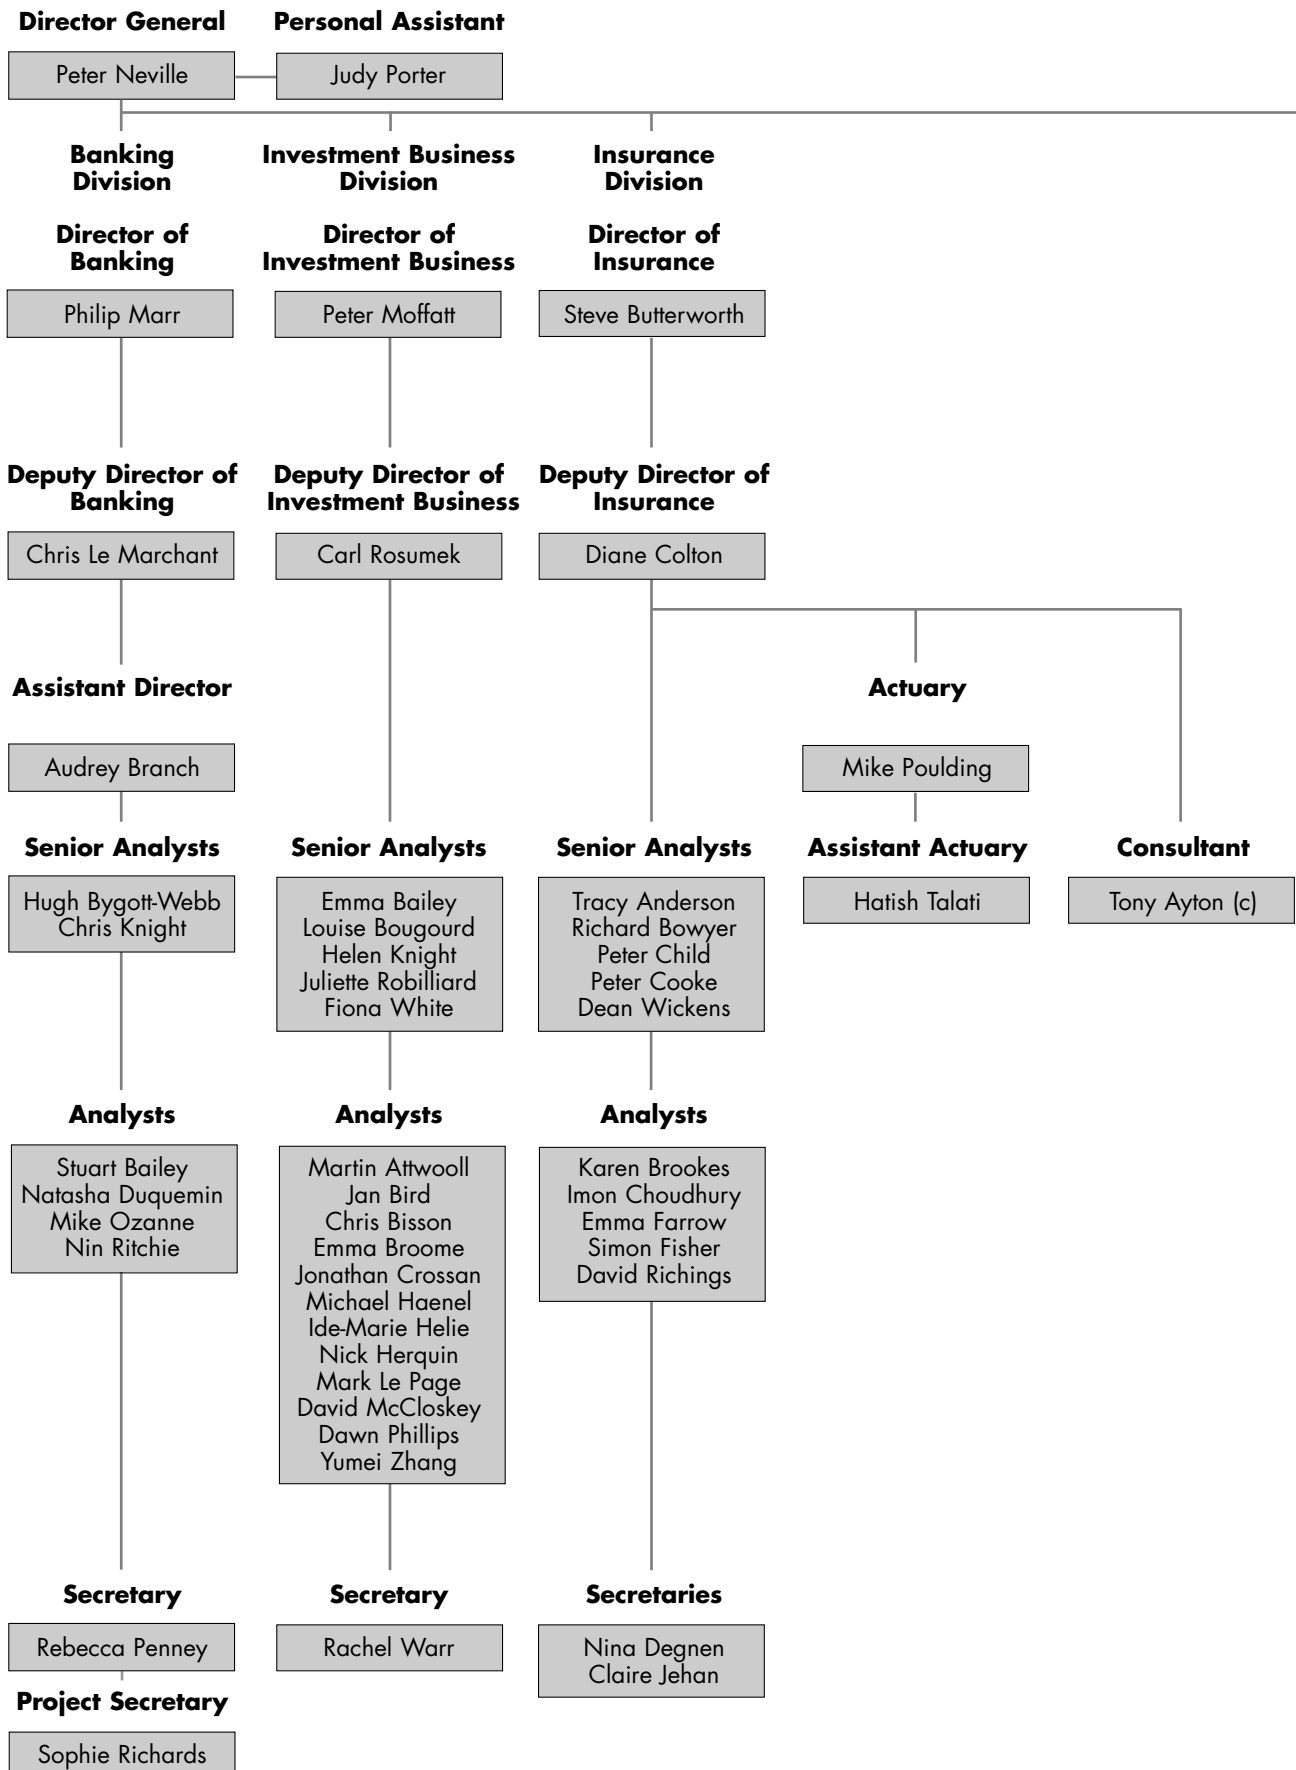 Director General
Peter Neville
Personal Assistant
Judy Porter
Banking
Division
Director of
Banking
Philip Marr
Deputy Director of
Banking
Chris Le Marchant
Assistant Director
Audrey Branch
Senior Analysts
Hugh Bygott-Webb
Chris Knight
Analysts
Stuart Bailey
Natasha Duquemin
Mike Ozanne
Nin Ritchie
Secretary
Rebecca Penney
Project Secretary
Sophie Richards
Investment Business
Division
Director of
Investment Business
Peter Moffatt
Deputy Director of
Investment Business
Carl Rosumek
Senior Analysts
Emma Bailey
Louise Bougourd
Helen Knight
Juliette Robilliard
Fiona White
Analysts
Martin Attwooll
Jan Bird
Chris Bisson
Emma Broome
Jonathan Crossan
Michael Haenel
Ide-Marie Helie
Nick Herquin
Mark Le Page
David McCloskey
Dawn Phillips
Yumei Zhang
Secretary
Rachel Warr
Insurance
Division
Director of
Insurance
Steve Butterworth
Deputy Director of
Insurance
Diane Colton
Senior Analysts
Tracy Anderson
Richard Bowyer
Peter Child
Peter Cooke
Dean Wickens
Analysts
Karen Brookes
Imon Choudhury
Emma Farrow
Simon Fisher
David Richings
Secretaries
Nina Degnen
Claire Jehan
Actuary
Mike Poulding
Assistant Actuary
Hatish Talati
Consultant
Tony Ayton (c)